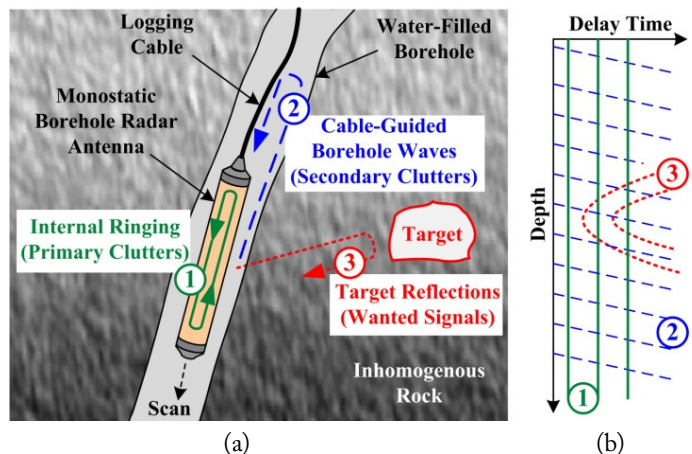 Logging
Cable
Water-Filled
Borehole
Monostatic
Borehole Radar
Antenna
2
Cable-Guided
Borehole Waves
(Secondary Clutters)
Internal Ringing
(Primary Clutters)
1
Target
3
Target Reflections
(Wanted Signals)
Inhomogenous
Rock
Scan
(a)
Delay Time
Depth
3
2
1
(b)